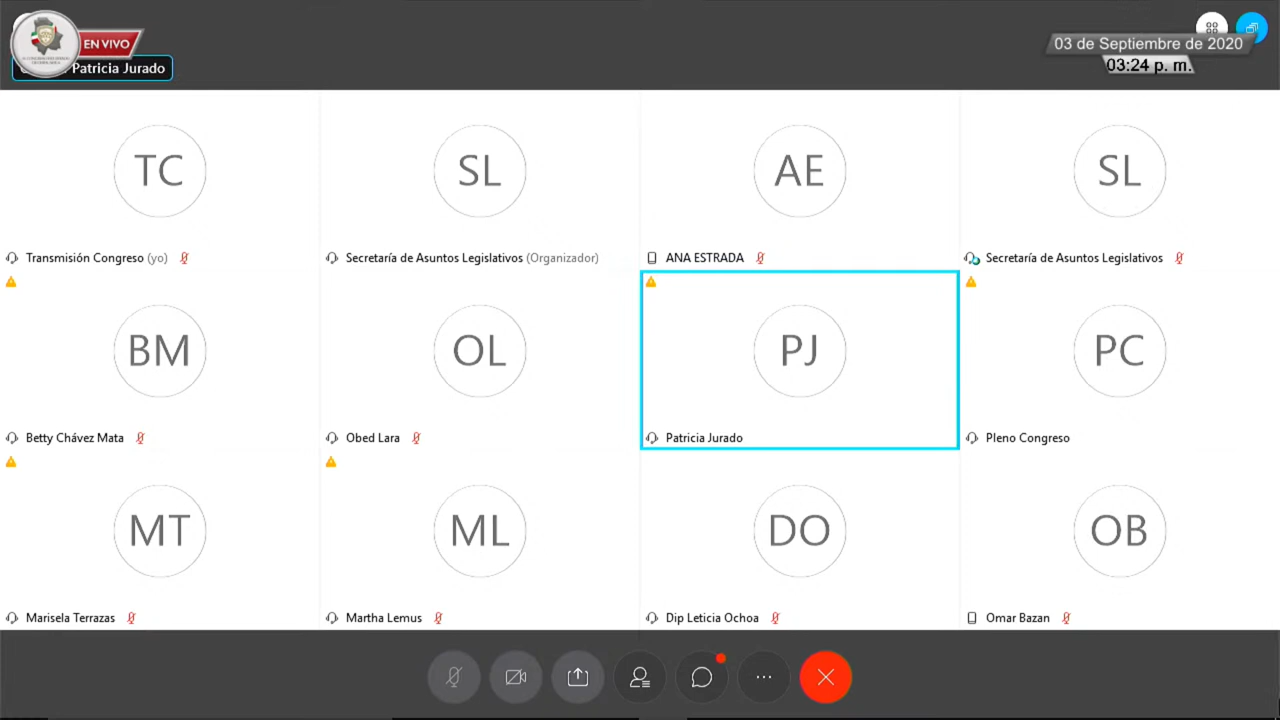 EN VIVO
Patricia Jurado
03 de Septiembre de 2020
03:24 p. m.
TC
SL
AE
SL
Transmisión Congreso (yo)
Secretaría de Asuntos Legislativos (Organizador)
ANA ESTRADA
Secretaría de Asuntos Legislativos
BM
OL
PJ
PC
Betty Chávez Mata
Obed Lara
Patricia Jurado
Pleno Congreso
MT
ML
DO
OB
Marisela Terrazas
Martha Lemus
Dip Leticia Ochoa
Omar Bazan